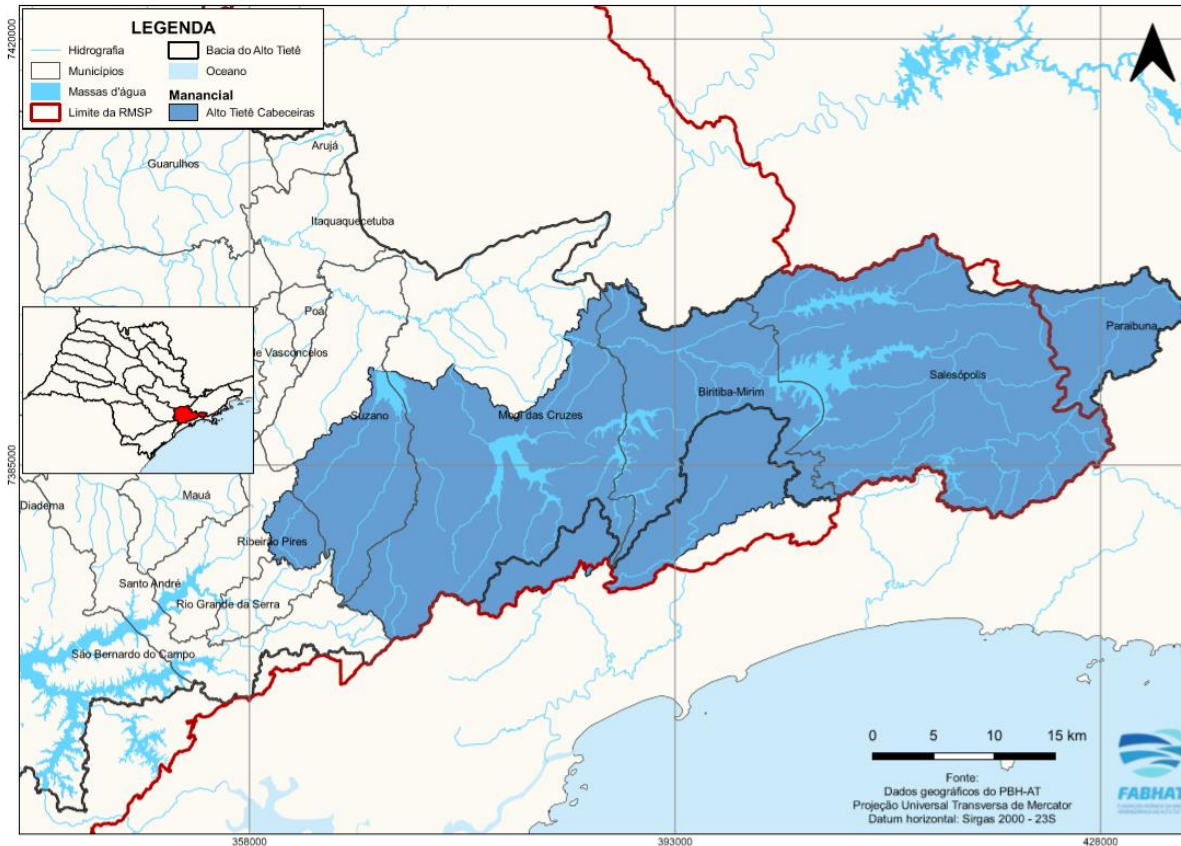 LEGENDA
Hidrografia
Municípios
Massas d'água
Limite da RMSP
Bacia do Alto Tietê
Oceano
Manancial
Alto Tietê Cabeceiras
7420000
7385000
Guarulhos
Arujá
Itaquaquecetuba
Poá
e Vasconcelos
Suzano
Mogi das Cruzes
Biritiba-Mirim
Salesópolis
Paraibuna
Mauá
Diadema
Ribeirão Pires
Santo André
Rio Grande da Serra
São Bernardo do Campo
0 5 10 15 km
Fonte:
Dados geográficos do PBH-AT
Projeção Universal Transversa de Mercator
Datum horizontal: Sirgas 2000 - 23S
FABHAT
358000
393000
428000